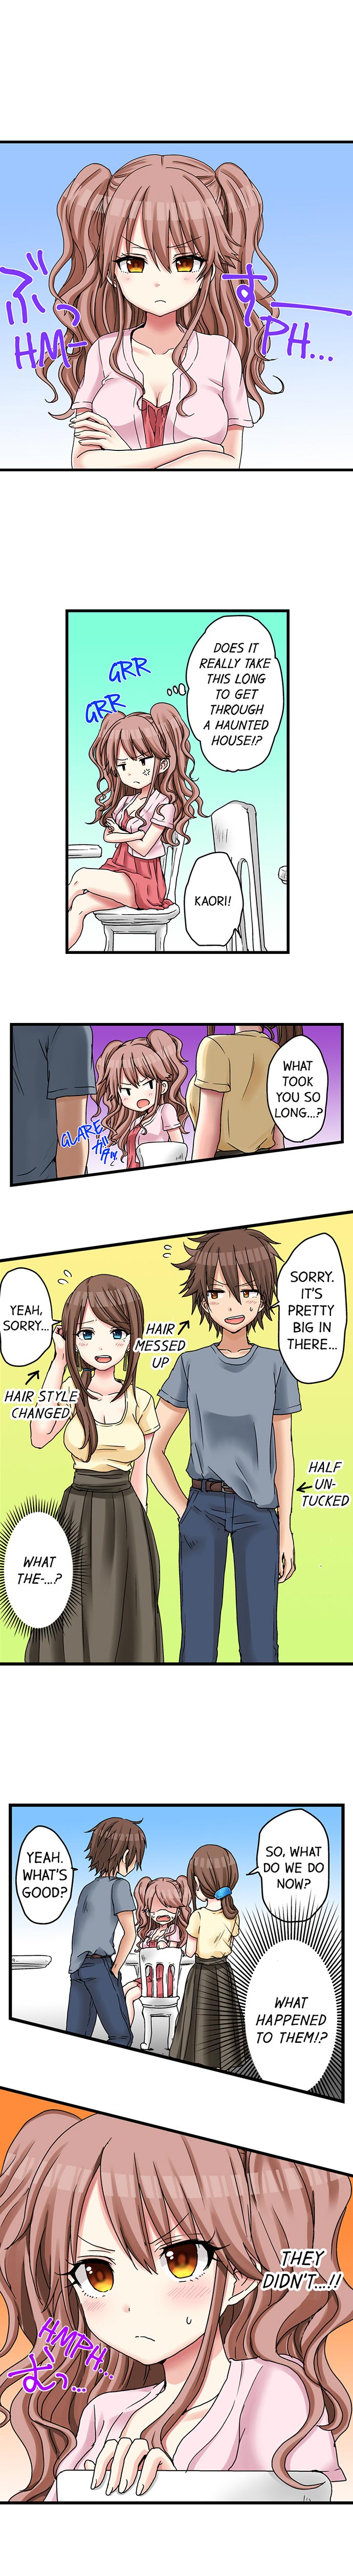 ぶっ
すー
HM-
PH...
DOES IT
REALLY TAKE
THIS LONG
TO GET
THROUGH
A HAUNTED
HOUSE!?
GRR
GRR
KAORI!
WHAT
TOOK
YOU SO
LONG...?
GLARE
SORRY.
IT'S
PRETTY
BIG IN
THERE...
YEAH,
SORRY...
HAIR
MESSED
UP
HAIR STYLE
CHANGED
HALF
UN-
TUCKED
WHAT
THE-...?
YEAH.
WHAT'S
GOOD?
SO, WHAT
DO WE DO
NOW?
WHAT
HAPPENED
TO THEM!?
THEY
DIDN'T...!!
HMPH...
むっ...